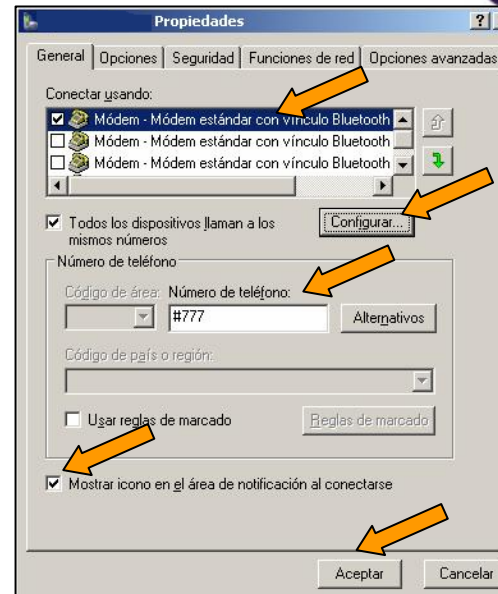 Propiedades
General Opciones Seguridad Funciones de red Opciones avanzadas
Conectar usando:
Módem - Módem estándar con vínculo Bluetooth
Módem - Módem estándar con vínculo Bluetooth
Módem - Módem estándar con vínculo Bluetooth
Todos los dispositivos llaman a los
mismos números
Configurar...
Número de teléfono
Código de área: Número de teléfono:
#777
Alternativos
Código de país o región:
Usar reglas de marcado
Reglas de marcado
Mostrar icono en el área de notificación al conectarse
Aceptar Cancelar